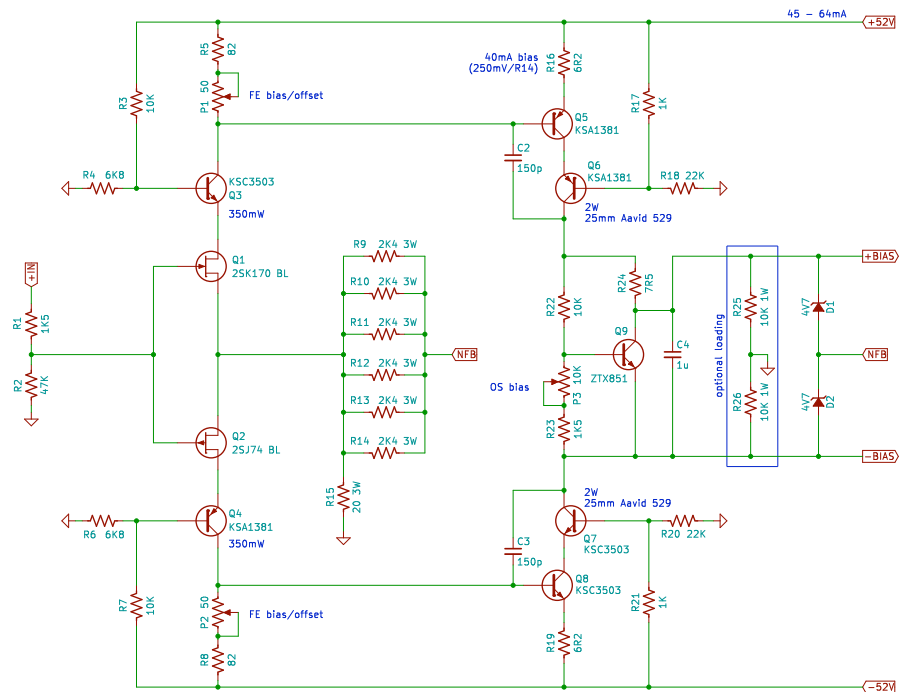 45 - 64mA
+52V
R5
82
40mA bias
(250mV/R14)
R16
6R2
P1
50
FE bias/offset
R3
10K
R17
1K
Q5
KSA1381
C2
150p
R4 6K8
KSC3503
Q3
350mW
Q6
KSA1381
R18 22K
2W
25mm Aavid 529
+IN
Q1
2SK170 BL
R9 2K4 3W
R10 2K4 3W
R11 2K4 3W
R12 2K4 3W
R13 2K4 3W
R14 2K4 3W
NFB
R24
7R5
+BIAS
R22
10K
R25
10K 1W
4V7
D1
R1
1K5
Q9
ZTX851
C4
1u
optional loading
NFB
R2
47K
OS bias
P3
10K
R26
10K 1W
4V7
D2
R23
1K5
Q2
2SJ74 BL
-BIAS
R15
20 3W
2W
25mm Aavid 529
Q4
KSA1381
350mW
R6 6K8
Q7
KSC3503
R20 22K
C3
150p
Q8
KSC3503
R7
10K
P2
50
FE bias/offset
R21
1K
R19
6R2
R8
82
-52V